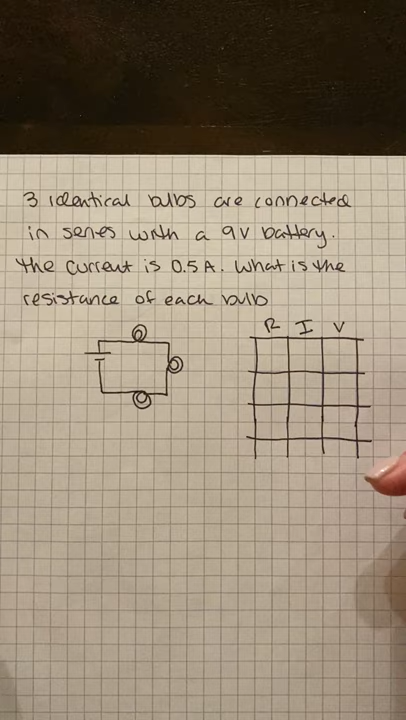 3 identical bulbs are connected
in series with a 9V battery.
the current is 0.5A. What is the
resistance of each bulb
R I V